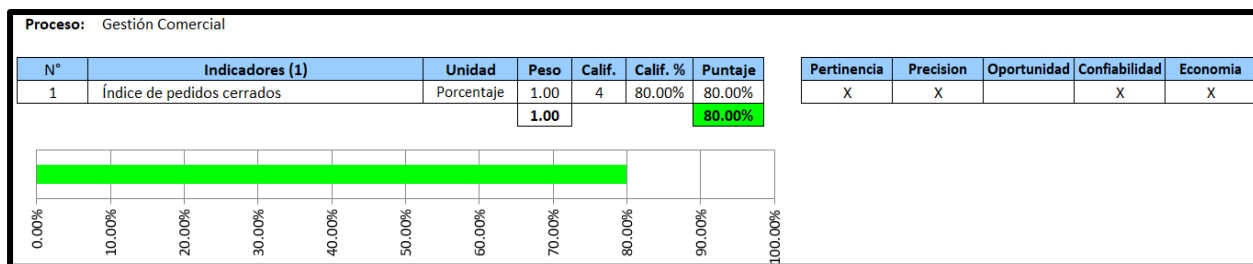 Proceso: Gestión Comercial
N° Indicadores (1) Unidad Peso Calif. Calif. % Puntaje Pertinencia Precision Oportunidad Confiabilidad Economia
1 Índice de pedidos cerrados Porcentaje 1.00 4 80.00% 80.00% X X X X
1.00 80.00%
0.00% 10.00% 20.00% 30.00% 40.00% 50.00% 60.00% 70.00% 80.00% 90.00% 100.00%